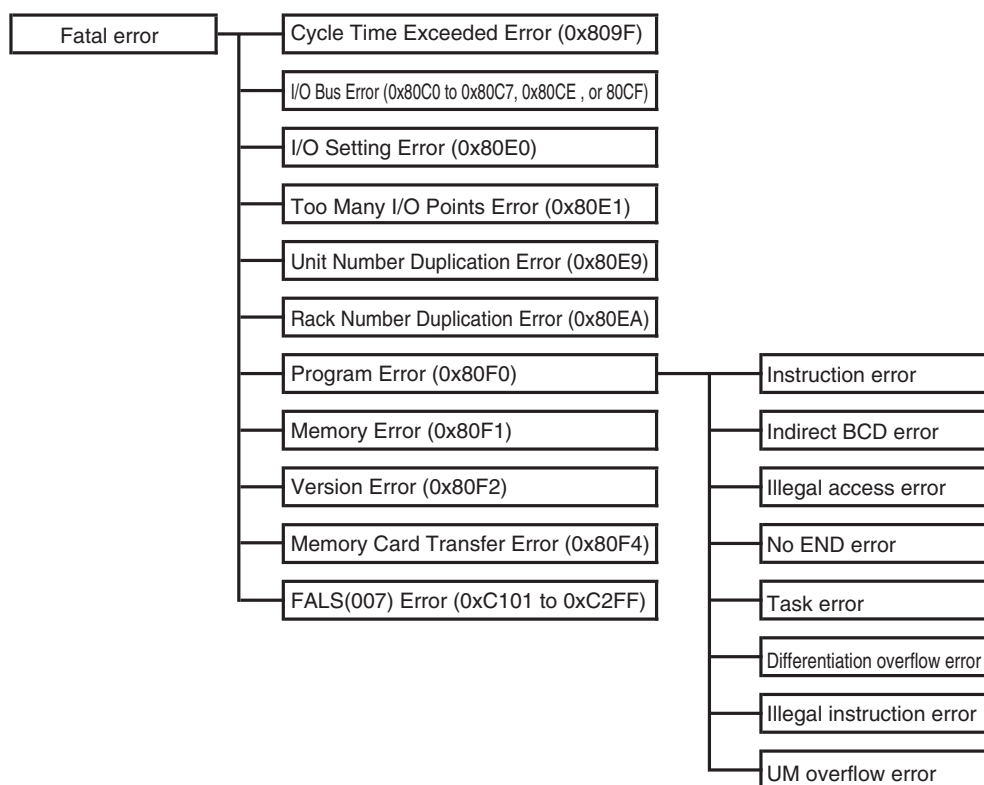 Fatal error
Cycle Time Exceeded Error (0x809F)
I/O Bus Error (0x80C0 to 0x80C7, 0x80CE , or 80CF)
I/O Setting Error (0x80E0)
Too Many I/O Points Error (0x80E1)
Unit Number Duplication Error (0x80E9)
Rack Number Duplication Error (0x80EA)
Program Error (0x80F0)
Memory Error (0x80F1)
Version Error (0x80F2)
Memory Card Transfer Error (0x80F4)
FALS(007) Error (0xC101 to 0xC2FF)
Instruction error
Indirect BCD error
Illegal access error
No END error
Task error
Differentiation overflow error
Illegal instruction error
UM overflow error